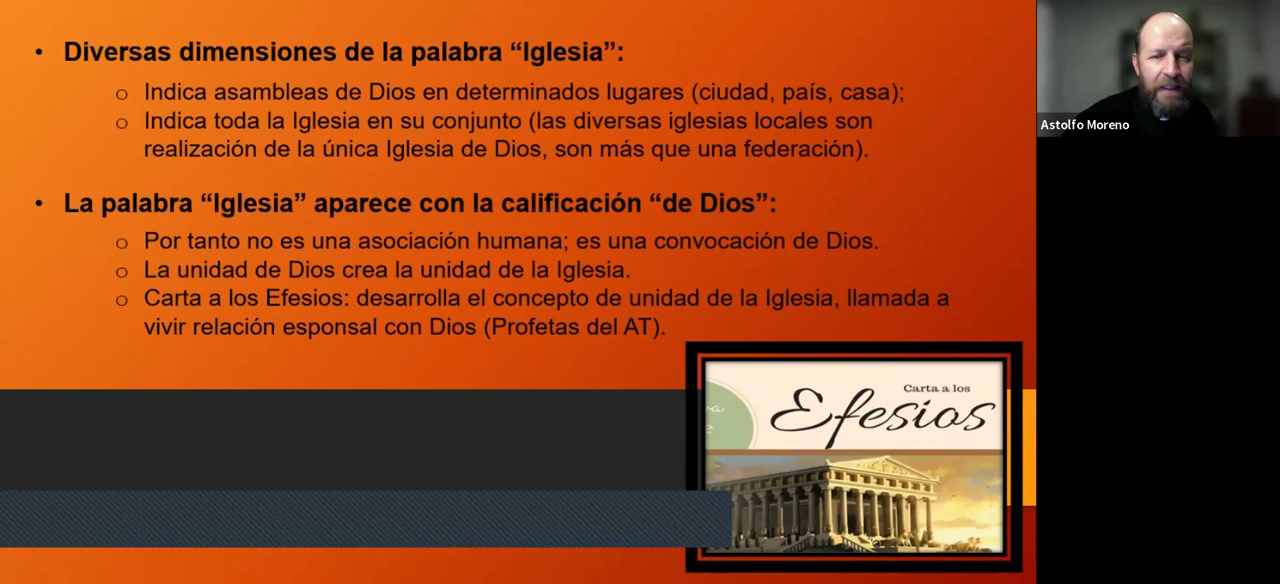 • Diversas dimensiones de la palabra “Iglesia”:
o Indica asambleas de Dios en determinados lugares (ciudad, país, casa);
o Indica toda la Iglesia en su conjunto (las diversas iglesias locales son
realización de la única Iglesia de Dios, son más que una federación).
• La palabra “Iglesia” aparece con la calificación “de Dios”:
o Por tanto no es una asociación humana; es una convocación de Dios.
o La unidad de Dios crea la unidad de la Iglesia.
o Carta a los Efesios: desarrolla el concepto de unidad de la Iglesia, llamada a
vivir relación esponsal con Dios (Profetas del AT).
Carta a los
Efesios
Astolfo Moreno